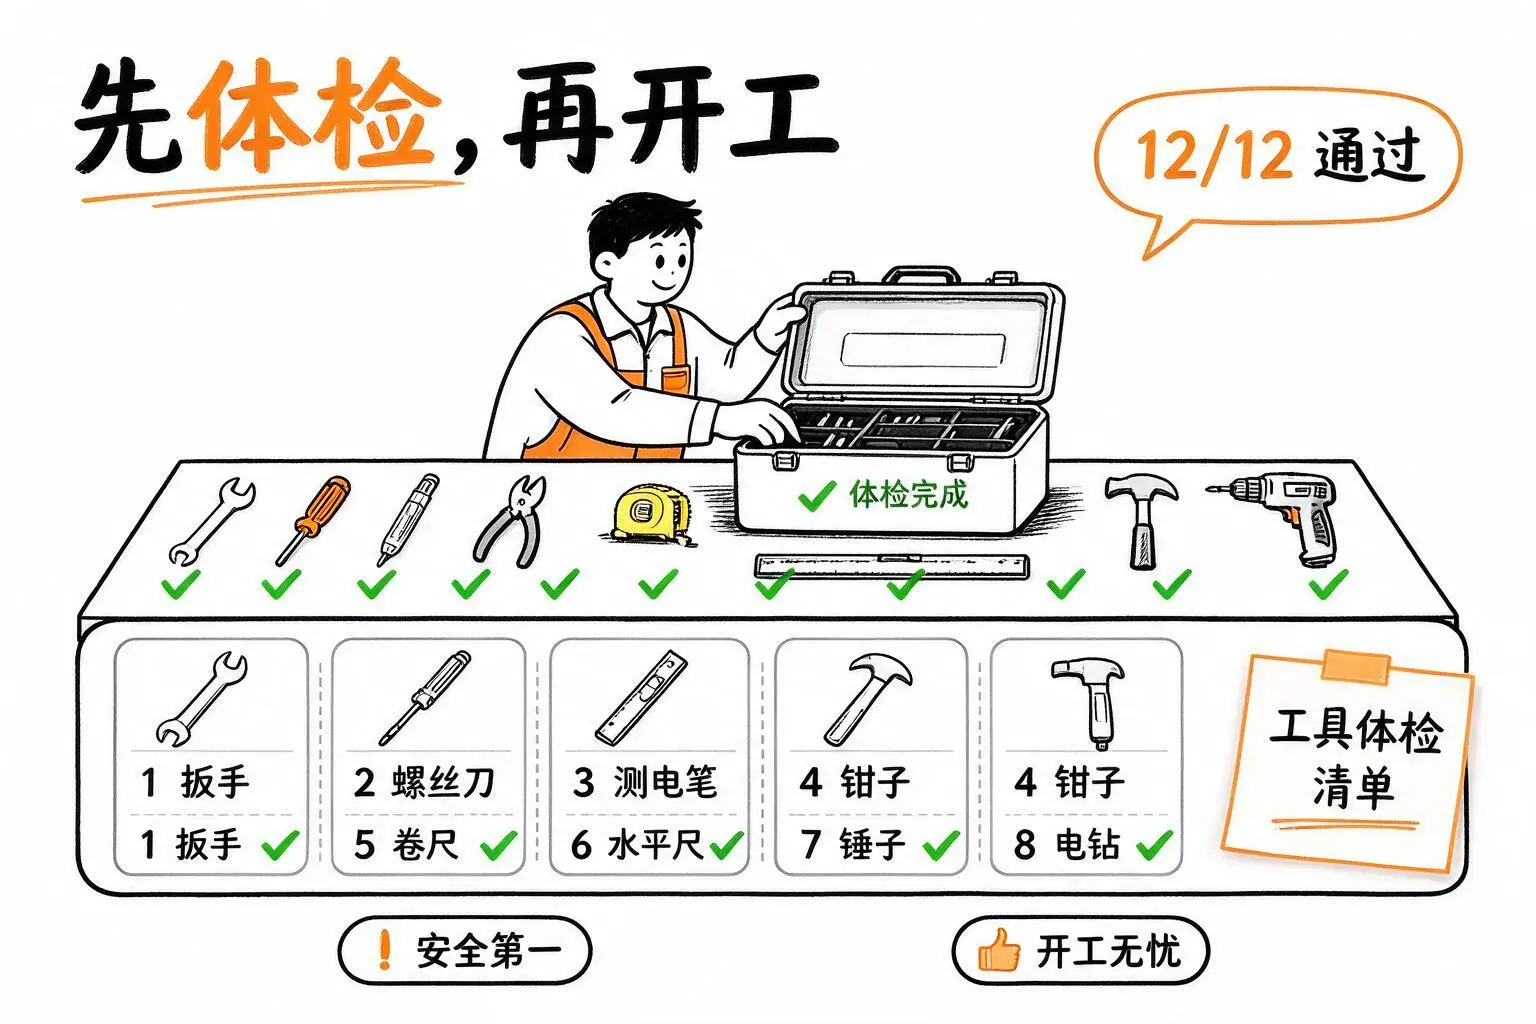 先体检,再开工
12/12 通过
体检完成
1 扳手
1 扳手
2 螺丝刀
5 卷尺
3 测电笔
6 水平尺
4 钳子
7 锤子
4 钳子
8 电钻
工具体检
清单
安全第一
开工无忧